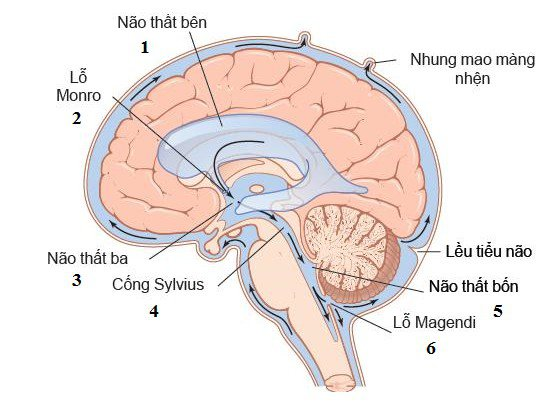 Não thất bên
1
Lỗ
Monro
2
Nhung mao màng
nhện
Não thất ba
3
Cống Sylvius
4
Lều tiểu não
Não thất bốn
5
Lỗ Magendi
6